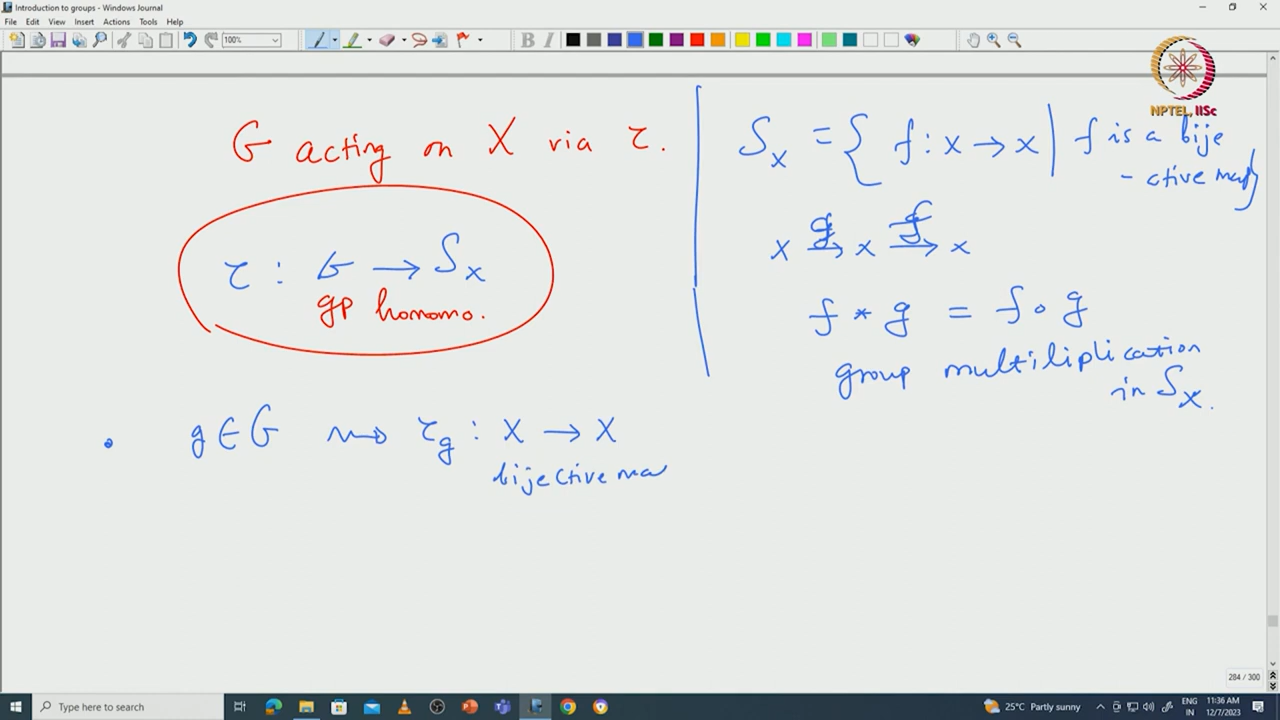 Introduction to groups - Windows Journal
File Edit View Insert Actions Tools Help
100%
B I
NPTEL, IISc
G acting on X via τ.
τ : G → S_X
gp homomo.
S_X = { f : X → X | f is a bije
- ctive map}
X g→ X f→ X
f * g = f ∘ g
group multiliplication
in S_X.
• g ∈ G ⇝ τ_g : X → X
bijective ma
284 / 300
Type here to search
25°C Partly sunny
ENG
IN
11:36 AM
12/7/2023